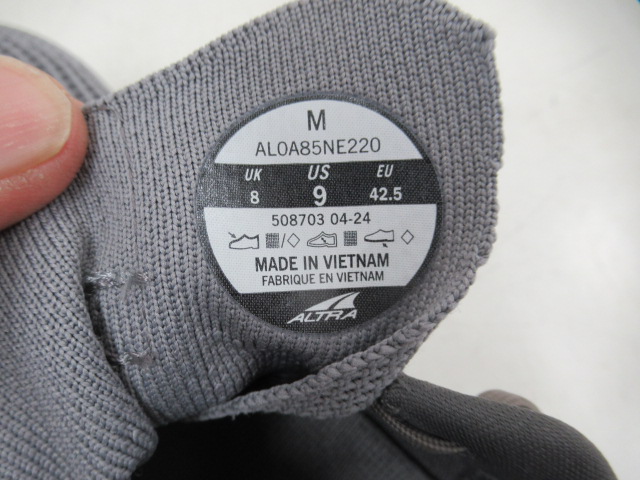 M
AL0A85NE220
UK US EU
8 9 42.5
508703 04-24
MADE IN VIETNAM
FABRIQUE EN VIETNAM
ALTRA